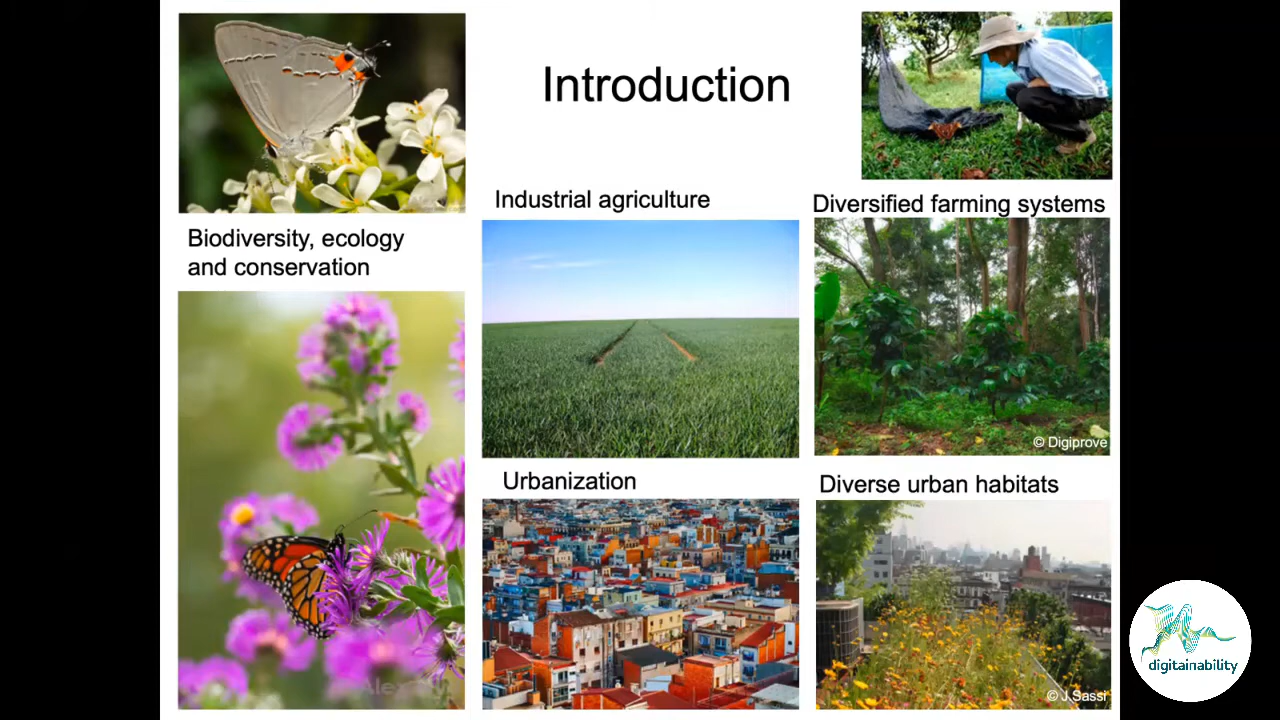 Introduction
Industrial agriculture
Diversified farming systems
Biodiversity, ecology
and conservation
© Digiprove
Urbanization
Diverse urban habitats
© J.Sassi
digitainability